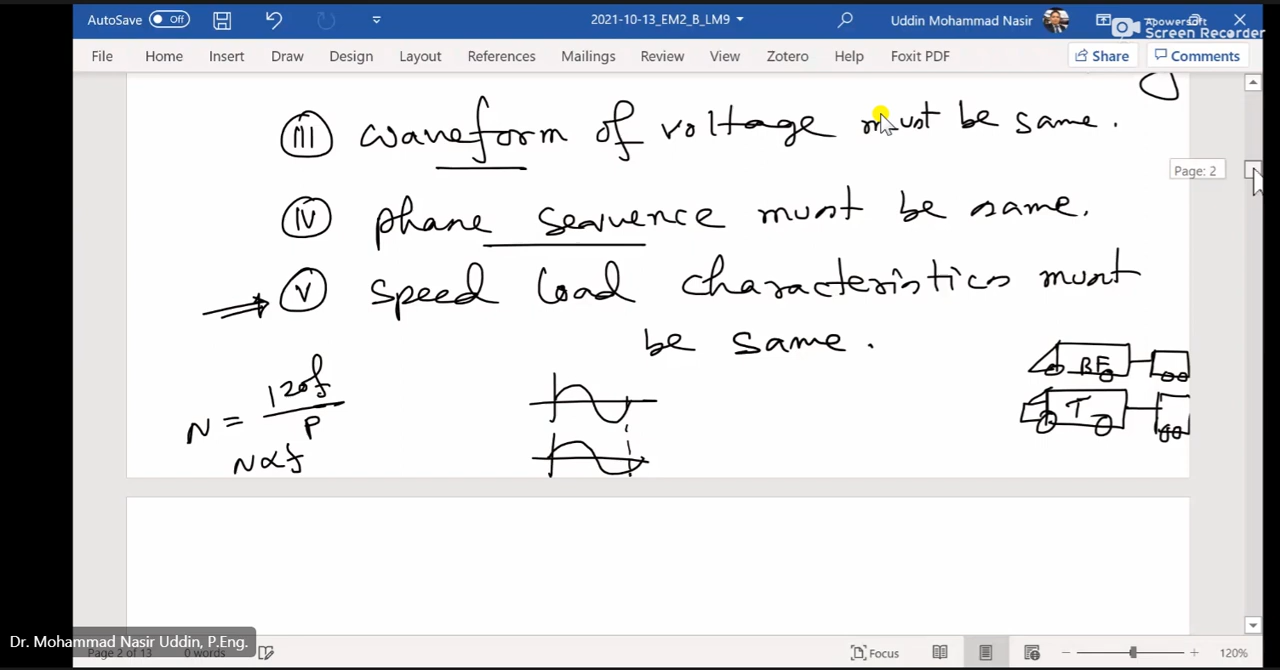 AutoSave Off
2021-10-13_EM2_B_LM9
Uddin Mohammad Nasir
Apowersoft
Screen Recorder
File Home Insert Draw Design Layout References Mailings Review View Zotero Help Foxit PDF Share Comments
III waveform of voltage must be same.
Page: 2
IV phase sequence must be same.
V speed load characteristics must
be same.
BF
T
N = 120f
P
N∝f
Dr. Mohammad Nasir Uddin, P.Eng.
Page 2 of 13 0 words Focus 120%